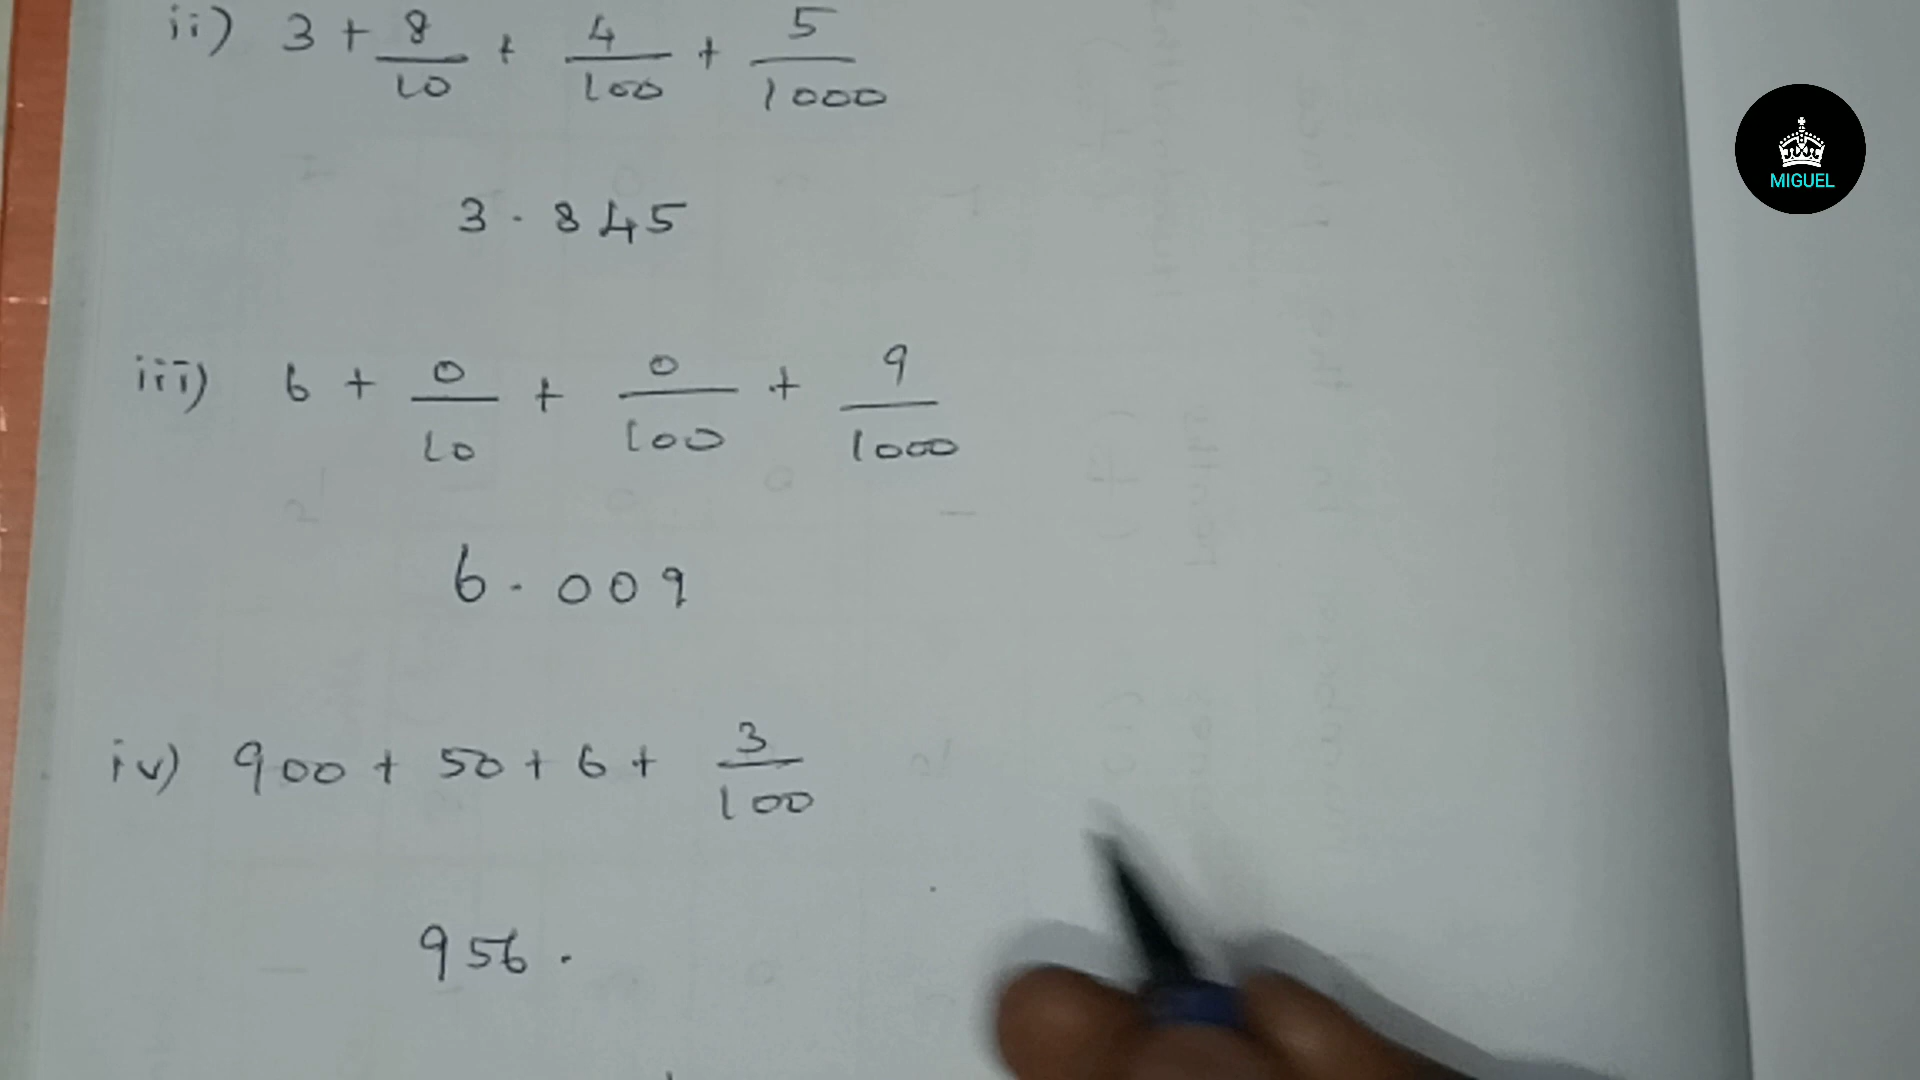 ii) 3 + 8/10 + 4/100 + 5/1000
3.845
iii) 6 + 0/10 + 0/100 + 9/1000
6.009
iv) 900 + 50 + 6 + 3/100
956.
MIGUEL